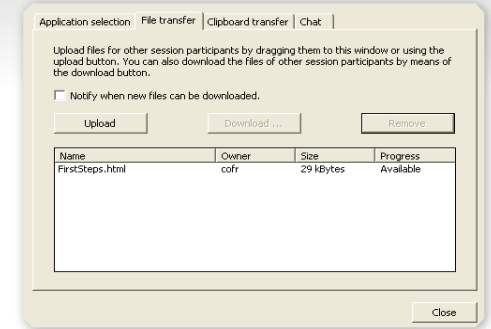 Application selection File transfer Clipboard transfer Chat
Upload files for other session participants by dragging them to this window or using the
upload button. You can also download the files of other session participants by means of
the download button.
Notify when new files can be downloaded.
Upload Download ... Remove
Name Owner Size Progress
FirstSteps.html cofr 29 kBytes Available
Close